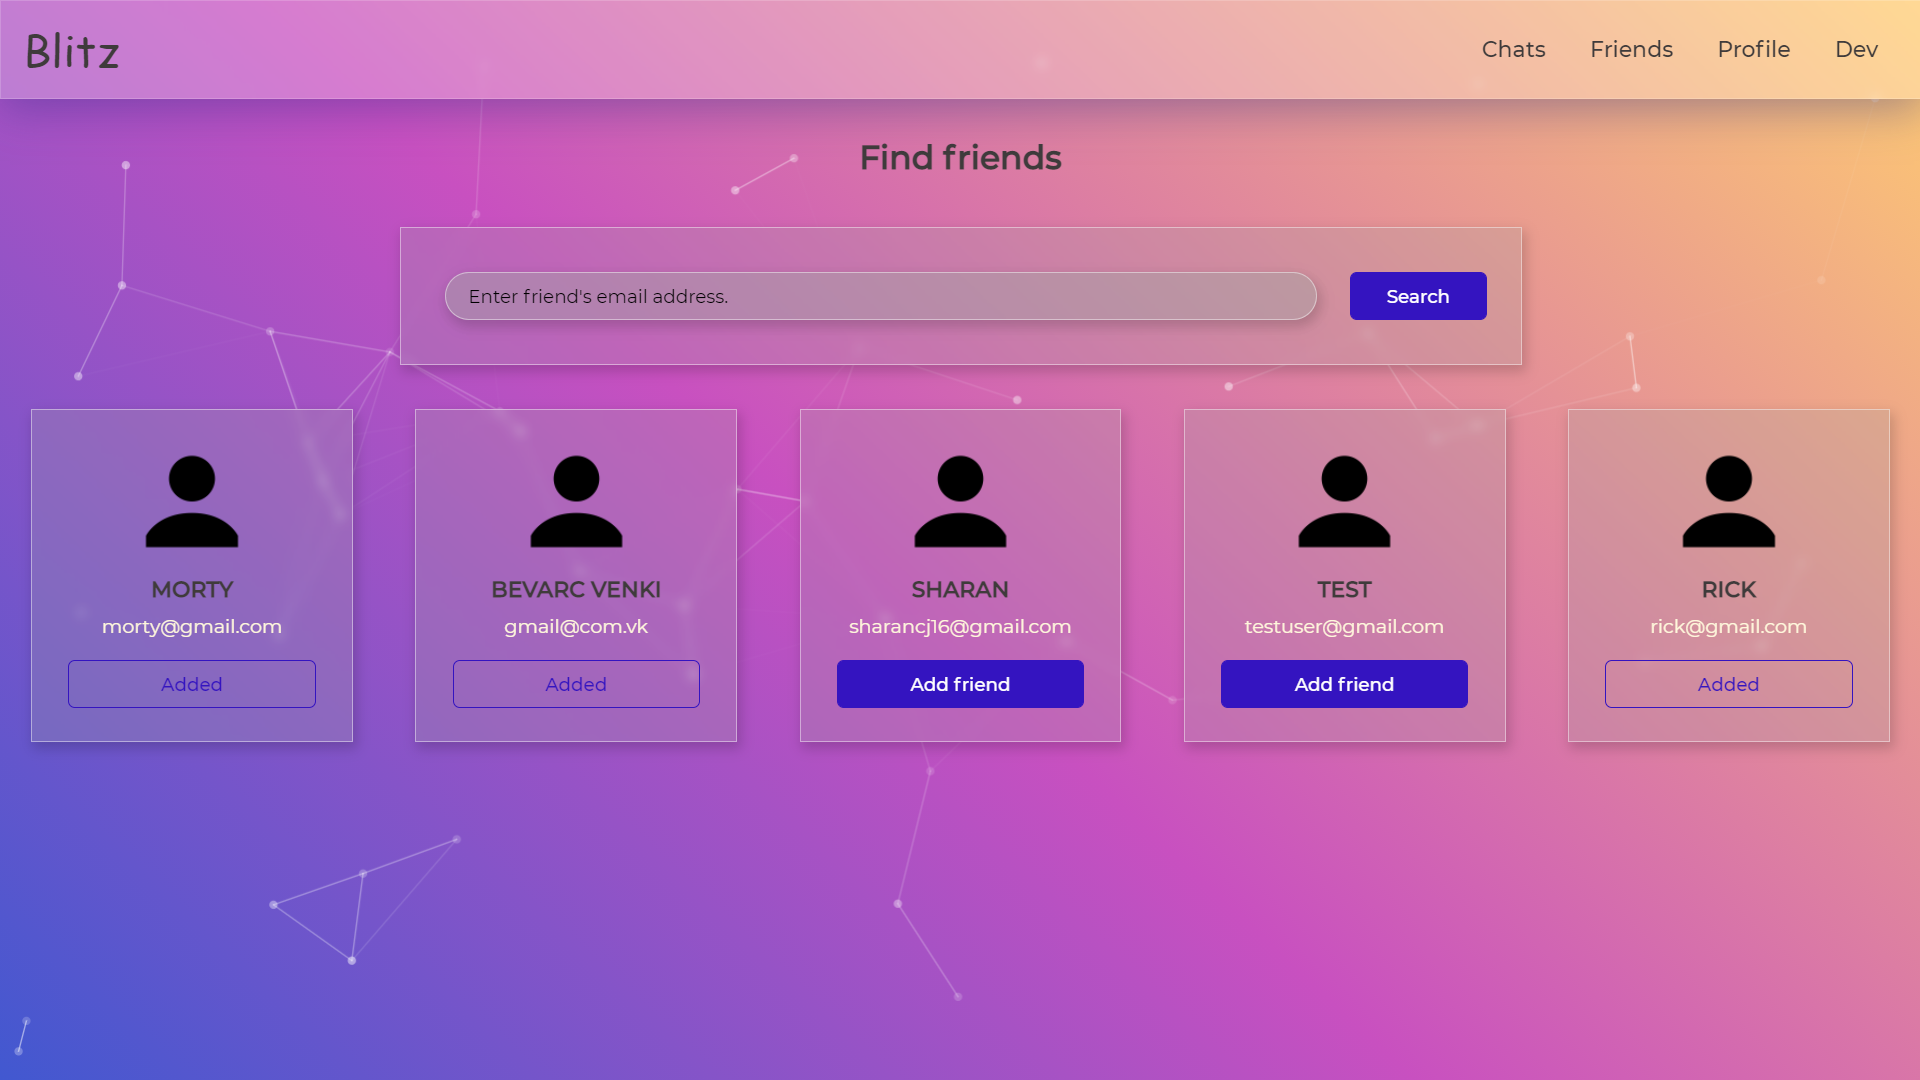 Blitz
Chats Friends Profile Dev
Find friends
Enter friend's email address.
Search
MORTY
morty@gmail.com
Added
BEVARC VENKI
gmail@com.vk
Added
SHARAN
sharancj16@gmail.com
Add friend
TEST
testuser@gmail.com
Add friend
RICK
rick@gmail.com
Added